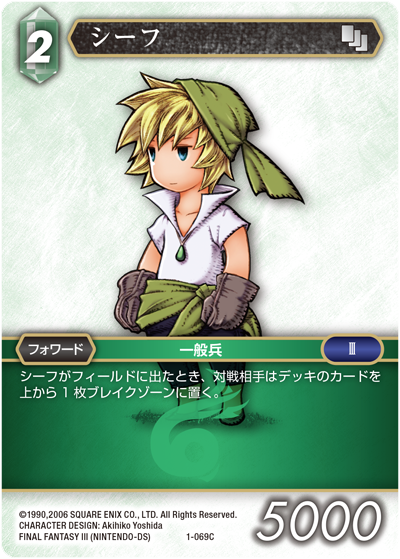 2
シーフ
フォワード
一般兵
Ⅲ
シーフがフィールドに出たとき、対戦相手はデッキのカードを
上から1枚ブレイクゾーンに置く。
©1990,2006 SQUARE ENIX CO., LTD. All Rights Reserved.
CHARACTER DESIGN: Akihiko Yoshida
FINAL FANTASY III (NINTENDO-DS) 1-069C
5000